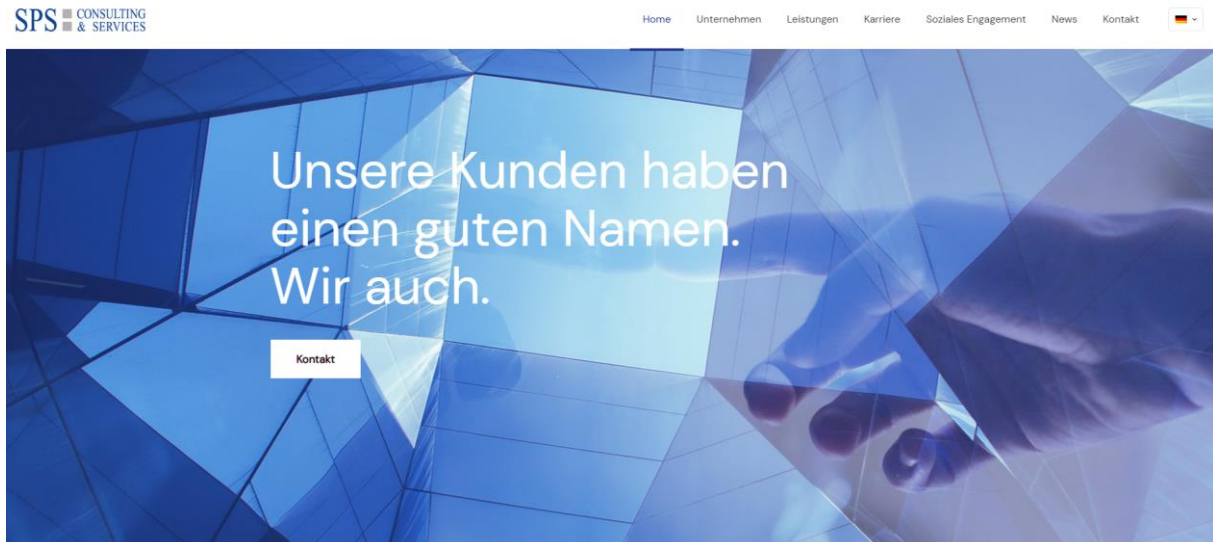 SPS CONSULTING
& SERVICES
Home Unternehmen Leistungen Karriere Soziales Engagement News Kontakt
Unsere Kunden haben
einen guten Namen.
Wir auch.
Kontakt